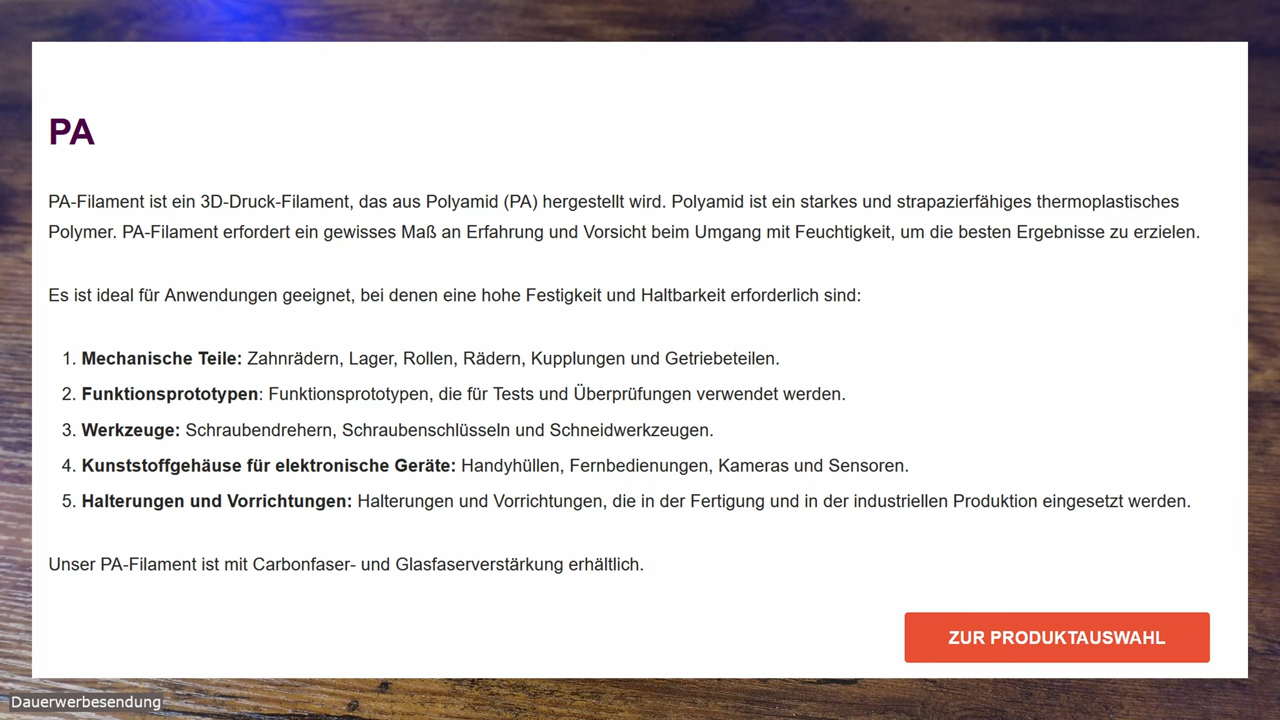 PA
PA-Filament ist ein 3D-Druck-Filament, das aus Polyamid (PA) hergestellt wird. Polyamid ist ein starkes und strapazierfähiges thermoplastisches
Polymer. PA-Filament erfordert ein gewisses Maß an Erfahrung und Vorsicht beim Umgang mit Feuchtigkeit, um die besten Ergebnisse zu erzielen.
Es ist ideal für Anwendungen geeignet, bei denen eine hohe Festigkeit und Haltbarkeit erforderlich sind:
1. Mechanische Teile: Zahnrädern, Lager, Rollen, Rädern, Kupplungen und Getriebeteilen.
2. Funktionsprototypen: Funktionsprototypen, die für Tests und Überprüfungen verwendet werden.
3. Werkzeuge: Schraubendrehern, Schraubenschlüsseln und Schneidwerkzeugen.
4. Kunststoffgehäuse für elektronische Geräte: Handyhüllen, Fernbedienungen, Kameras und Sensoren.
5. Halterungen und Vorrichtungen: Halterungen und Vorrichtungen, die in der Fertigung und in der industriellen Produktion eingesetzt werden.
Unser PA-Filament ist mit Carbonfaser- und Glasfaserverstärkung erhältlich.
ZUR PRODUKTAUSWAHL
Dauerwerbesendung